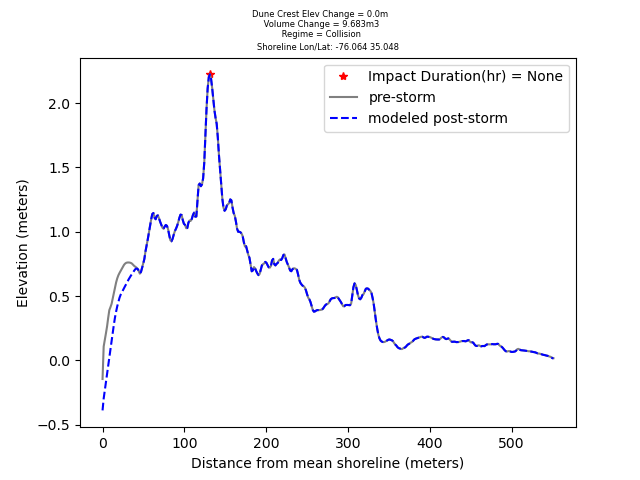 Dune Crest Elev Change = 0.0m
Volume Change = 9.683m3
Regime = Collision
Shoreline Lon/Lat: -76.064 35.048
Impact Duration(hr) = None
pre-storm
modeled post-storm
Elevation (meters)
2.0
1.5
1.0
0.5
0.0
−0.5
0 100 200 300 400 500
Distance from mean shoreline (meters)